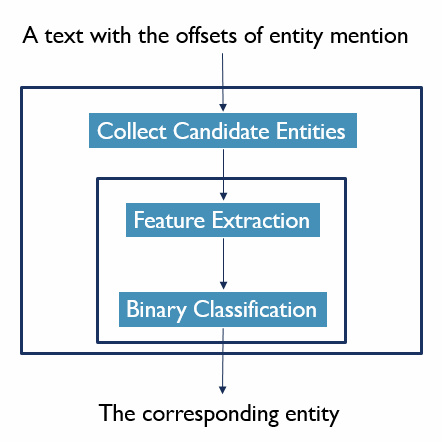 A text with the offsets of entity mention
Collect Candidate Entities
Feature Extraction
Binary Classification
The corresponding entity